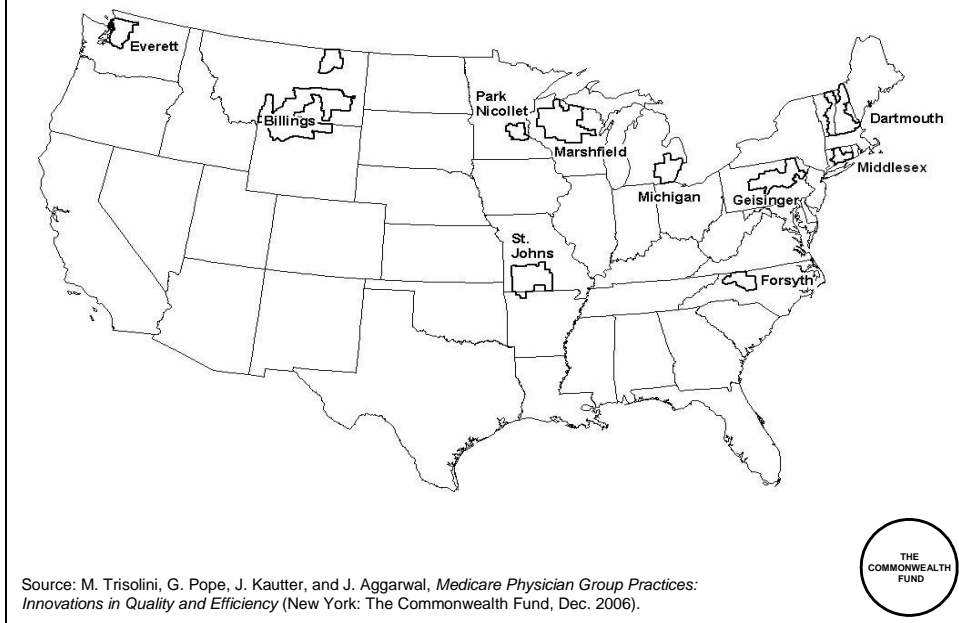 Everett
Billings
Park
Nicollet
Marshfield
Michigan
Dartmouth
Middlesex
Geisinger
St.
Johns
Forsyth
THE
COMMONWEALTH
FUND
Source: M. Trisolini, G. Pope, J. Kautter, and J. Aggarwal, Medicare Physician Group Practices:
Innovations in Quality and Efficiency (New York: The Commonwealth Fund, Dec. 2006).